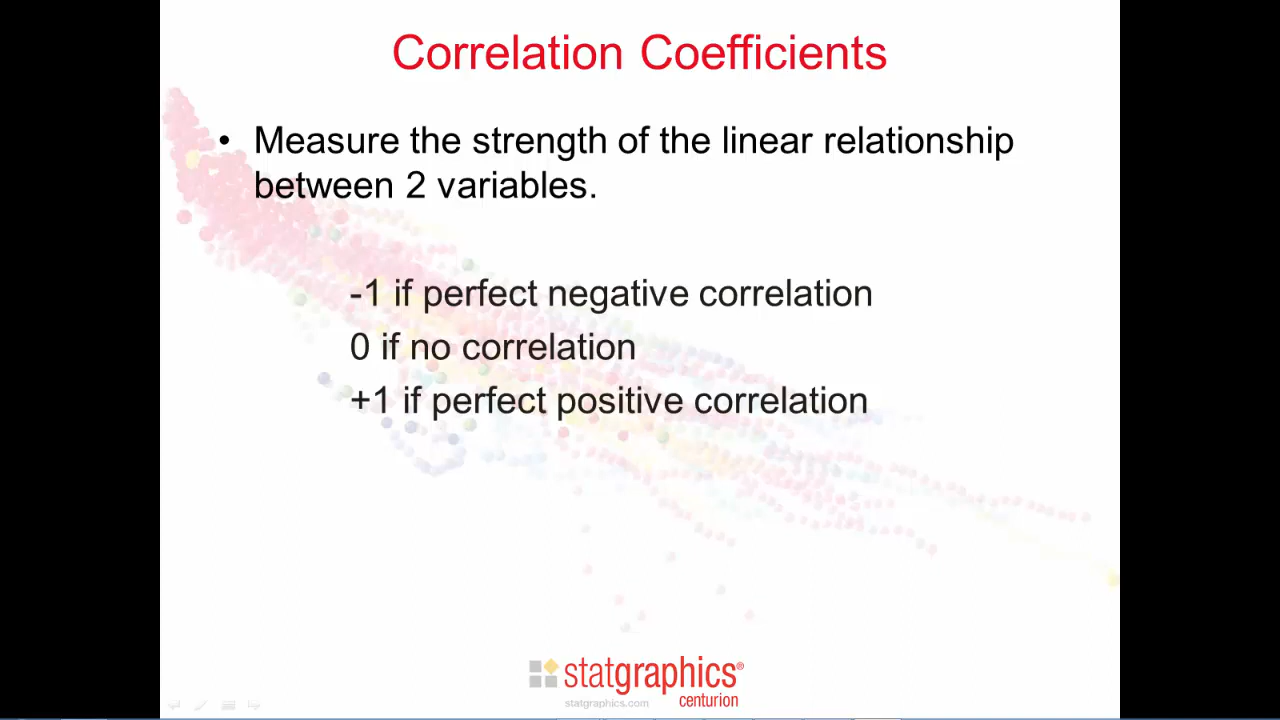 Correlation Coefficients
• Measure the strength of the linear relationship
between 2 variables.
-1 if perfect negative correlation
0 if no correlation
+1 if perfect positive correlation
statgraphics®
centurion
statgraphics.com